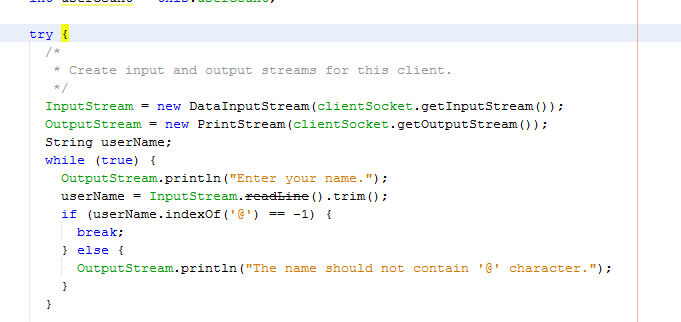 try {
/*
* Create input and output streams for this client.
*/
InputStream = new DataInputStream(clientSocket.getInputStream());
OutputStream = new PrintStream(clientSocket.getOutputStream());
String userName;
while (true) {
OutputStream.println("Enter your name.");
userName = InputStream.readLine().trim();
if (userName.indexOf('@') == -1) {
break;
} else {
OutputStream.println("The name should not contain '@' character.");
}
}